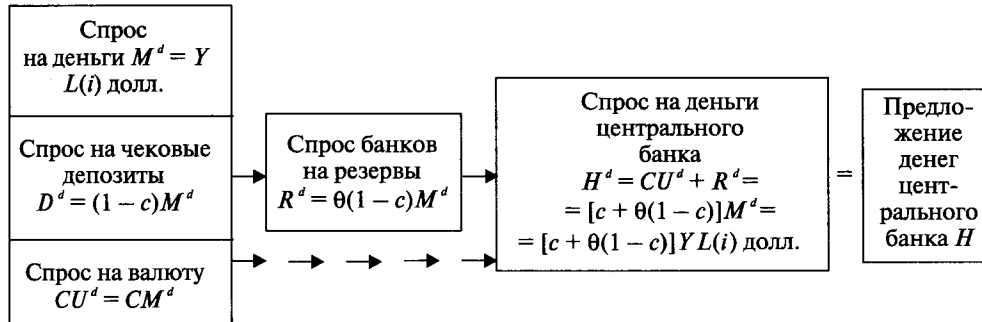 Спрос
на деньги M^d = Y
L(i) долл.
Спрос на чековые
депозиты
D^d = (1 – c)M^d
Спрос на валюту
CU^d = CM^d
Спрос банков
на резервы
R^d = θ(1 – c)M^d
Спрос на деньги
центрального
банка
H^d = CU^d + R^d =
= [c + θ(1 – c)]M^d =
= [c + θ(1 – c)]Y L(i) долл.
=
Предло-
жение
денег
цент-
рального
банка H